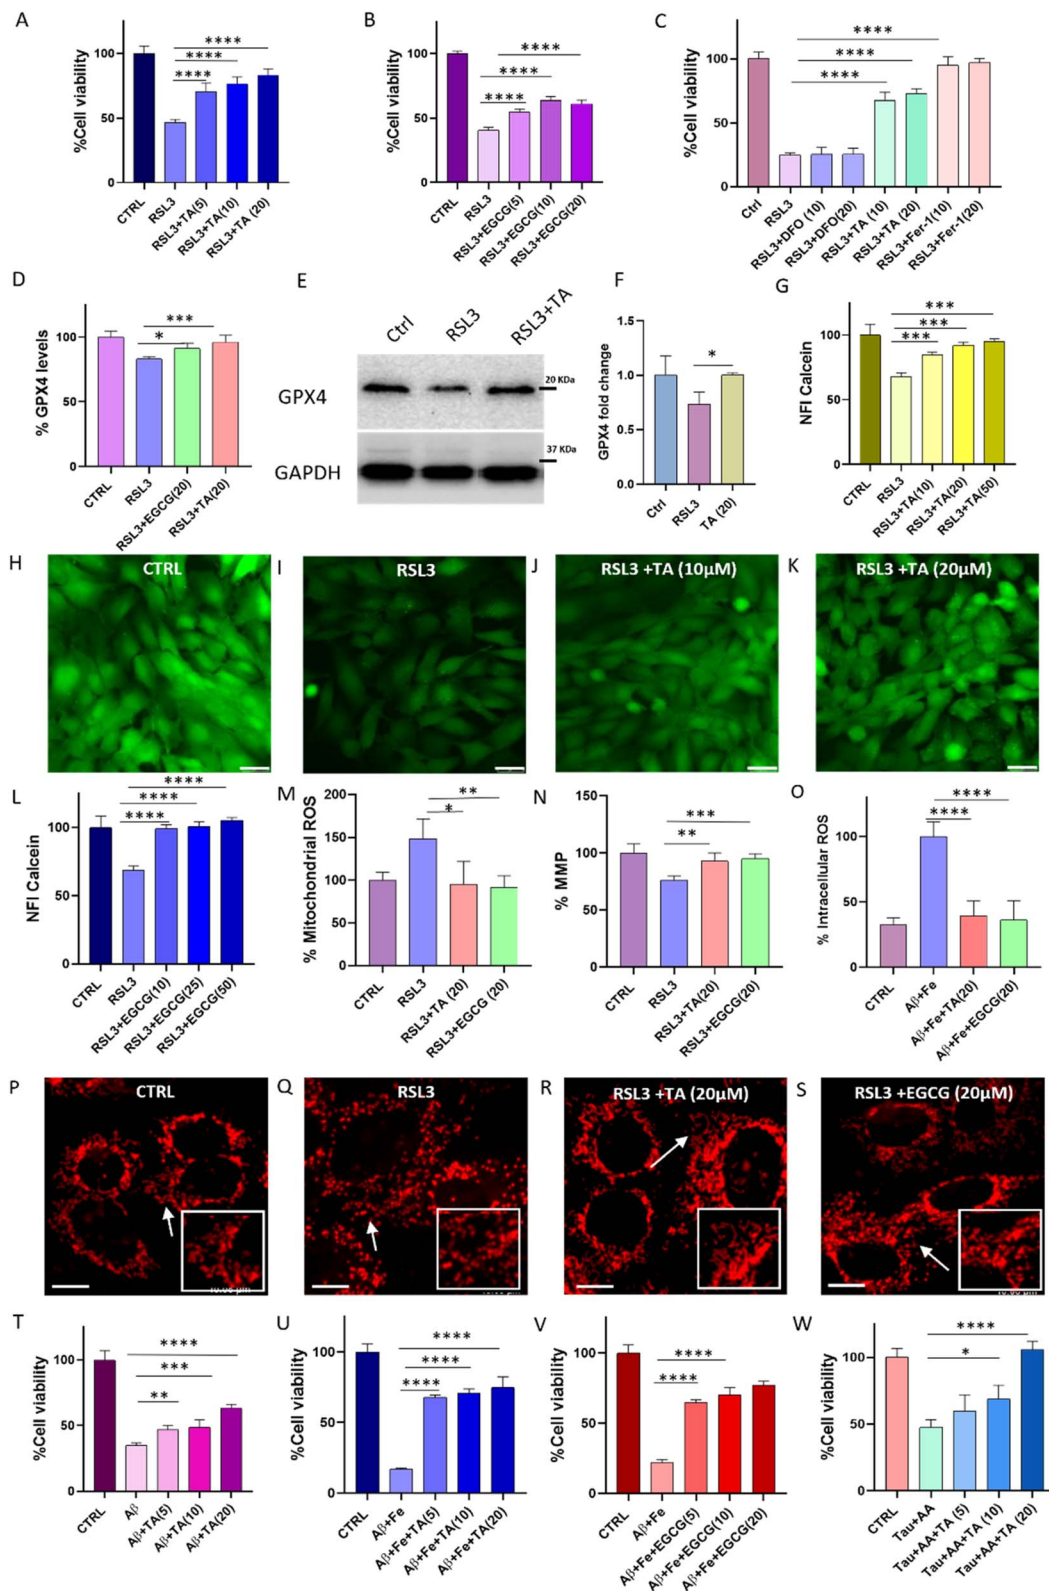 A
B
C
****
****
****
%Cell viability
100
50
0
CTRL
RSL3
RSL3+TA(5)
RSL3+TA(10)
RSL3+TA (20)
****
****
****
%Cell viability
100
50
0
CTRL
RSL3
RSL3+EGCG(5)
RSL3+EGCG(10)
RSL3+EGCG(20)
****
****
****
%Cell viability
100
50
0
Ctrl
RSL3
RSL3+DFO (10)
RSL3+DFO(20)
RSL3+TA (10)
RSL3+TA (20)
RSL3+Fer-1(10)
RSL3+Fer-1(20)
D
E
F
G
***
*
% GPX4 levels
100
50
0
CTRL
RSL3
RSL3+EGCG(20)
RSL3+TA(20)
Ctrl
RSL3
RSL3+TA
GPX4
20 KDa
37 KDa
GAPDH
*
GPX4 fold change
1.5
1.0
0.5
0.0
Ctrl
RSL3
TA (20)
***
***
***
NFI Calcein
100
50
0
CTRL
RSL3
RSL3+TA(10)
RSL3+TA(20)
RSL3+TA(50)
H
CTRL
I
RSL3
J
RSL3 +TA (10µM)
K
RSL3 +TA (20µM)
L
M
N
O
****
****
****
NFI Calcein
100
50
0
CTRL
RSL3
RSL3+EGCG(10)
RSL3+EGCG(25)
RSL3+EGCG(50)
**
*
% Mitochondrial ROS
200
150
100
50
0
CTRL
RSL3
RSL3+TA (20)
RSL3+EGCG (20)
***
**
% MMP
150
100
50
0
CTRL
RSL3
RSL3+TA(20)
RSL3+EGCG(20)
****
****
% Intracellular ROS
100
50
0
CTRL
Aβ+Fe
Aβ+Fe+TA(20)
Aβ+Fe+EGCG(20)
P
CTRL
Q
RSL3
R
RSL3 +TA (20µM)
S
RSL3 +EGCG (20µM)
T
U
V
W
****
***
**
%Cell viability
100
50
0
CTRL
Aβ
Aβ+TA(5)
Aβ+TA(10)
Aβ+TA(20)
****
****
****
%Cell viability
100
50
0
CTRL
Aβ+Fe
Aβ+Fe+TA(5)
Aβ+Fe+TA(10)
Aβ+Fe+TA(20)
****
****
%Cell viability
100
50
0
CTRL
Aβ+Fe
Aβ+Fe+EGCG(5)
Aβ+Fe+EGCG(10)
Aβ+Fe+EGCG(20)
****
*
%Cell viability
100
50
0
CTRL
Tau+AA
Tau+AA+TA (5)
Tau+AA+TA (10)
Tau+AA+TA (20)